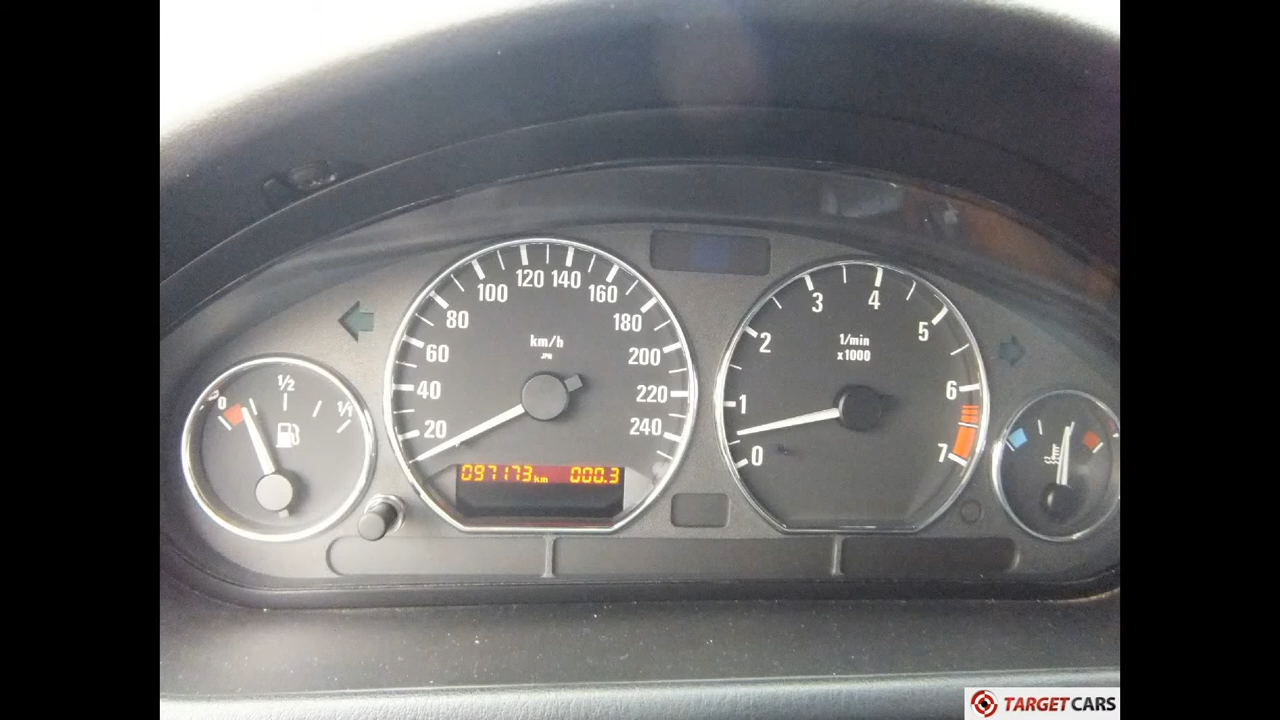 0 1/2 1/1
20 40 60 80 100 120 140 160 180 200 220 240
km/h
JPN
097173 km 000.3
0 1 2 3 4 5 6 7
1/min
x1000
TARGETCARS